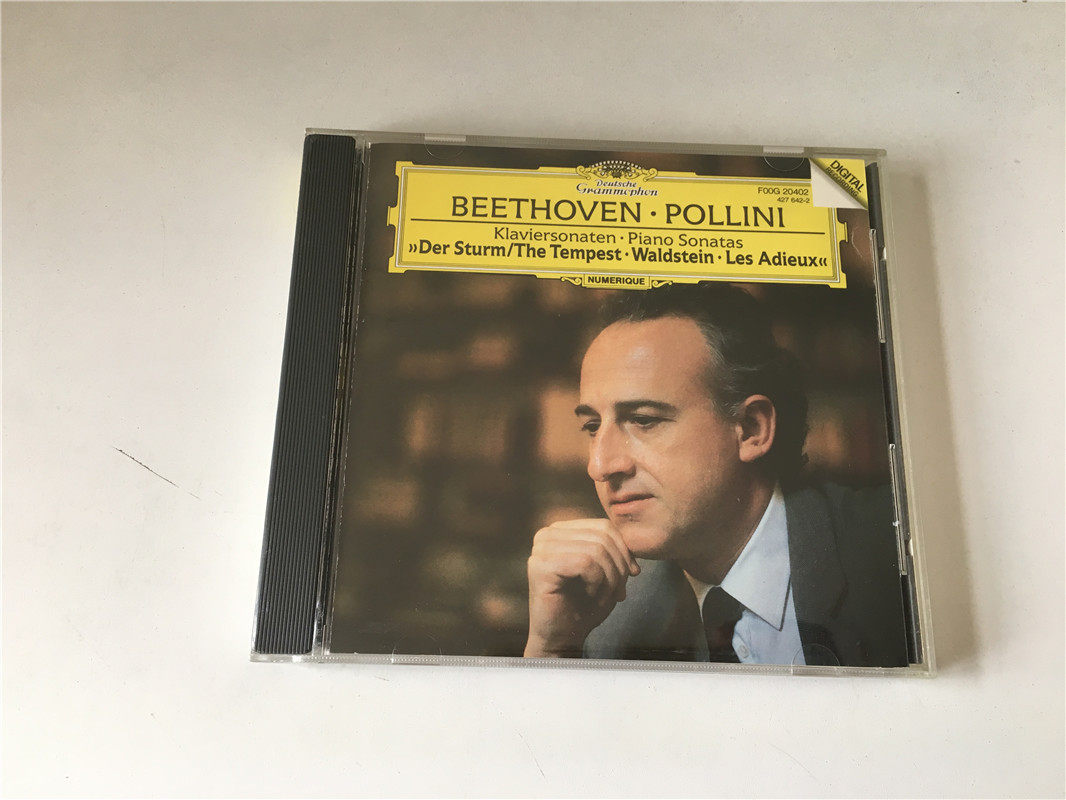 Deutsche
Grammophon
F00G 20402
427 642-2
DIGITAL
RECORDING
BEETHOVEN · POLLINI
Klaviersonaten · Piano Sonatas
»Der Sturm/The Tempest · Waldstein · Les Adieux«
NUMERIQUE